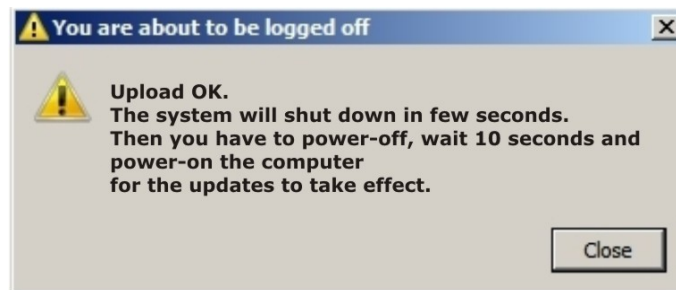 You are about to be logged off
Upload OK.
The system will shut down in few seconds.
Then you have to power-off, wait 10 seconds and
power-on the computer
for the updates to take effect.
Close